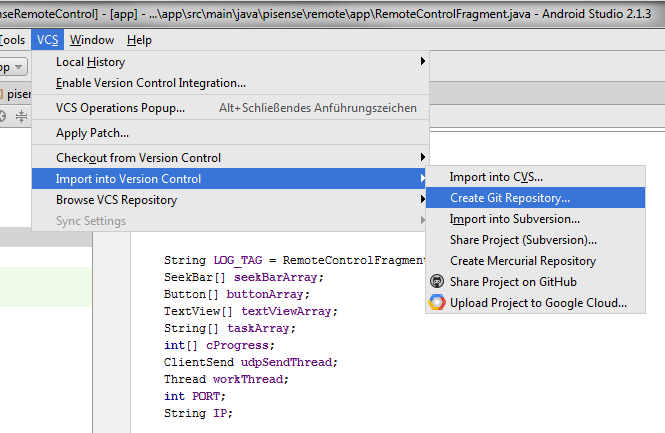 nseRemoteControl] - [app] - ...\app\src\main\java\pisense\remote\app\RemoteControlFragment.java - Android Studio 2.1.3
Tools VCS Window Help
pp
pisen
Local History
Enable Version Control Integration...
VCS Operations Popup... Alt+Schließendes Anführungszeichen
Apply Patch...
Checkout from Version Control
Import into Version Control
Browse VCS Repository
Sync Settings
Import into CVS...
Create Git Repository...
Import into Subversion...
Share Project (Subversion)...
Create Mercurial Repository
Share Project on GitHub
Upload Project to Google Cloud...
String LOG_TAG = RemoteControlFragment
SeekBar[] seekBarArray;
Button[] buttonArray;
TextView[] textViewArray;
String[] taskArray;
int[] cProgress;
ClientSend udpSendThread;
Thread workThread;
int PORT;
String IP;